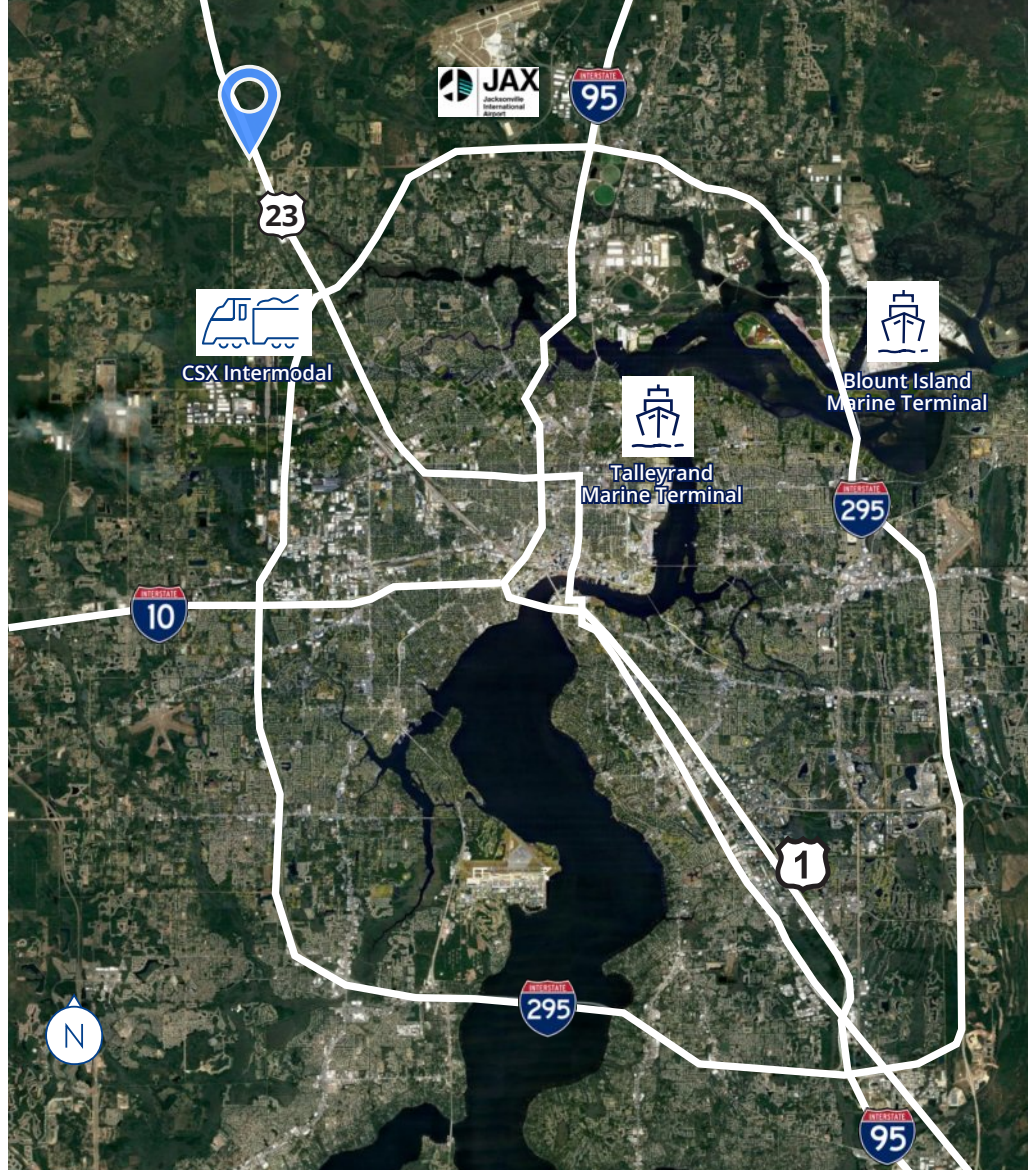 JAX
Jacksonville
International
Airport
INTERSTATE
95
23
CSX Intermodal
Blount Island
Marine Terminal
Talleyrand
Marine Terminal
INTERSTATE
295
INTERSTATE
10
1
INTERSTATE
295
N
INTERSTATE
95